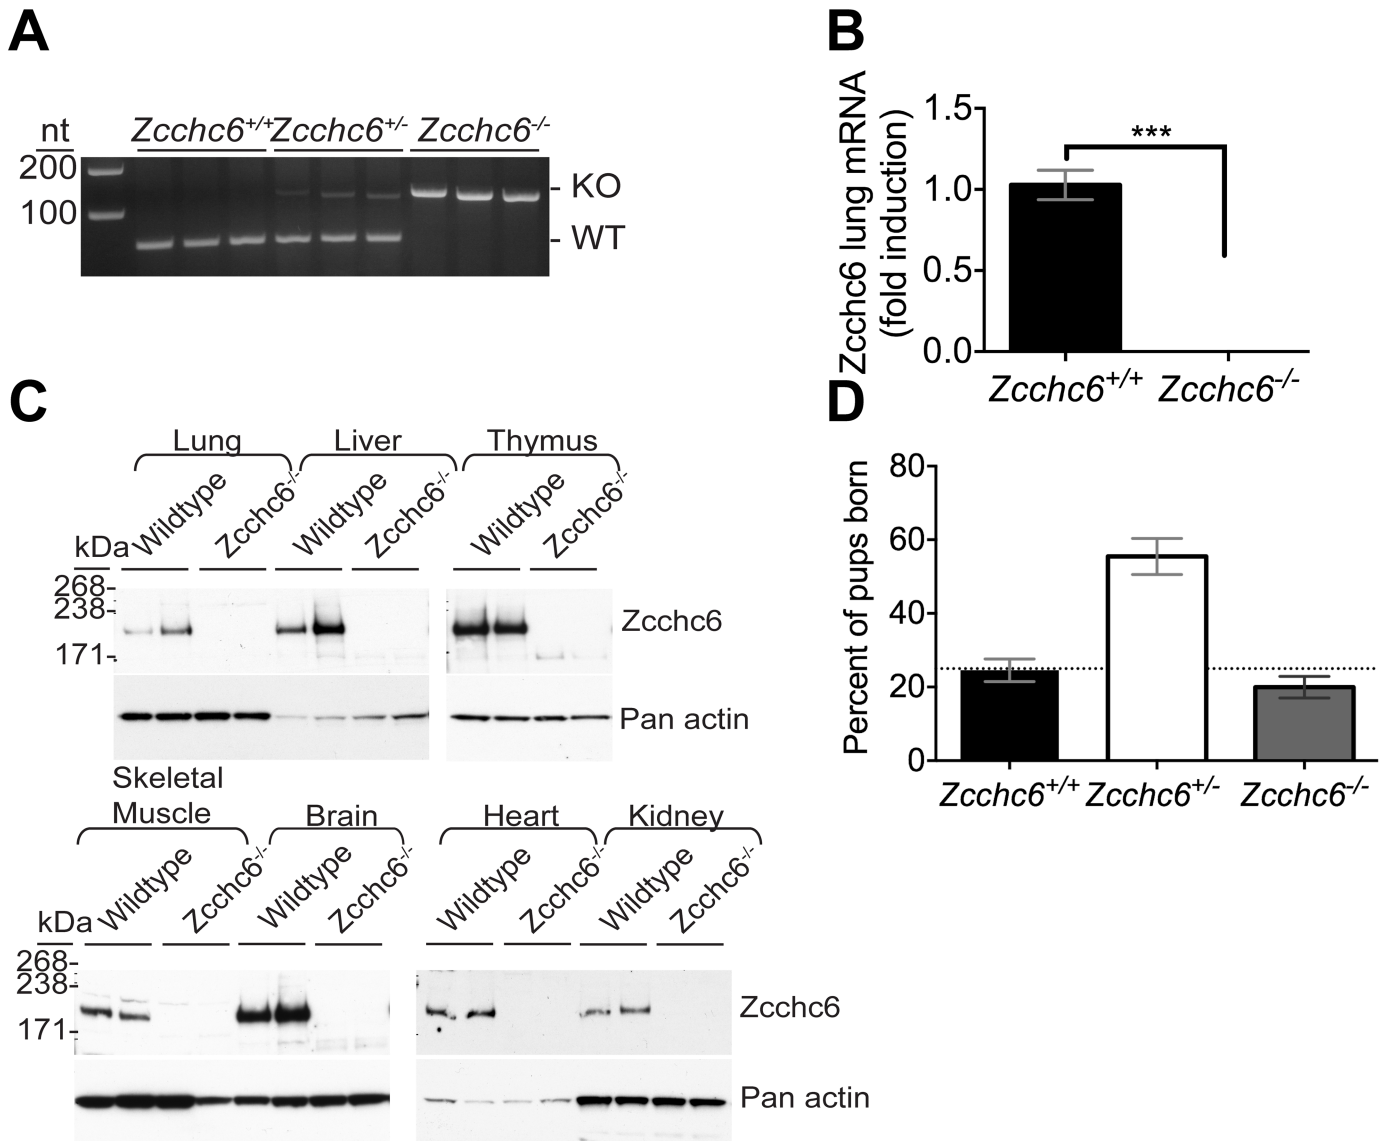 A
nt
Zcchc6+/+ Zcchc6+/- Zcchc6-/-
200
100
- KO
- WT
B
Zcchc6 lung mRNA
(fold induction)
1.5
1.0
0.5
0.0
***
Zcchc6+/+ Zcchc6-/-
C
Lung Liver Thymus
kDa Wildtype Zcchc6-/- Wildtype Zcchc6-/- Wildtype Zcchc6-/-
268-
238-
171-
Zcchc6
Pan actin
Skeletal
Muscle Brain Heart Kidney
kDa Wildtype Zcchc6-/- Wildtype Zcchc6-/- Wildtype Zcchc6-/- Wildtype Zcchc6-/-
268-
238-
171-
Zcchc6
Pan actin
D
Percent of pups born
80
60
40
20
0
Zcchc6+/+ Zcchc6+/- Zcchc6-/-